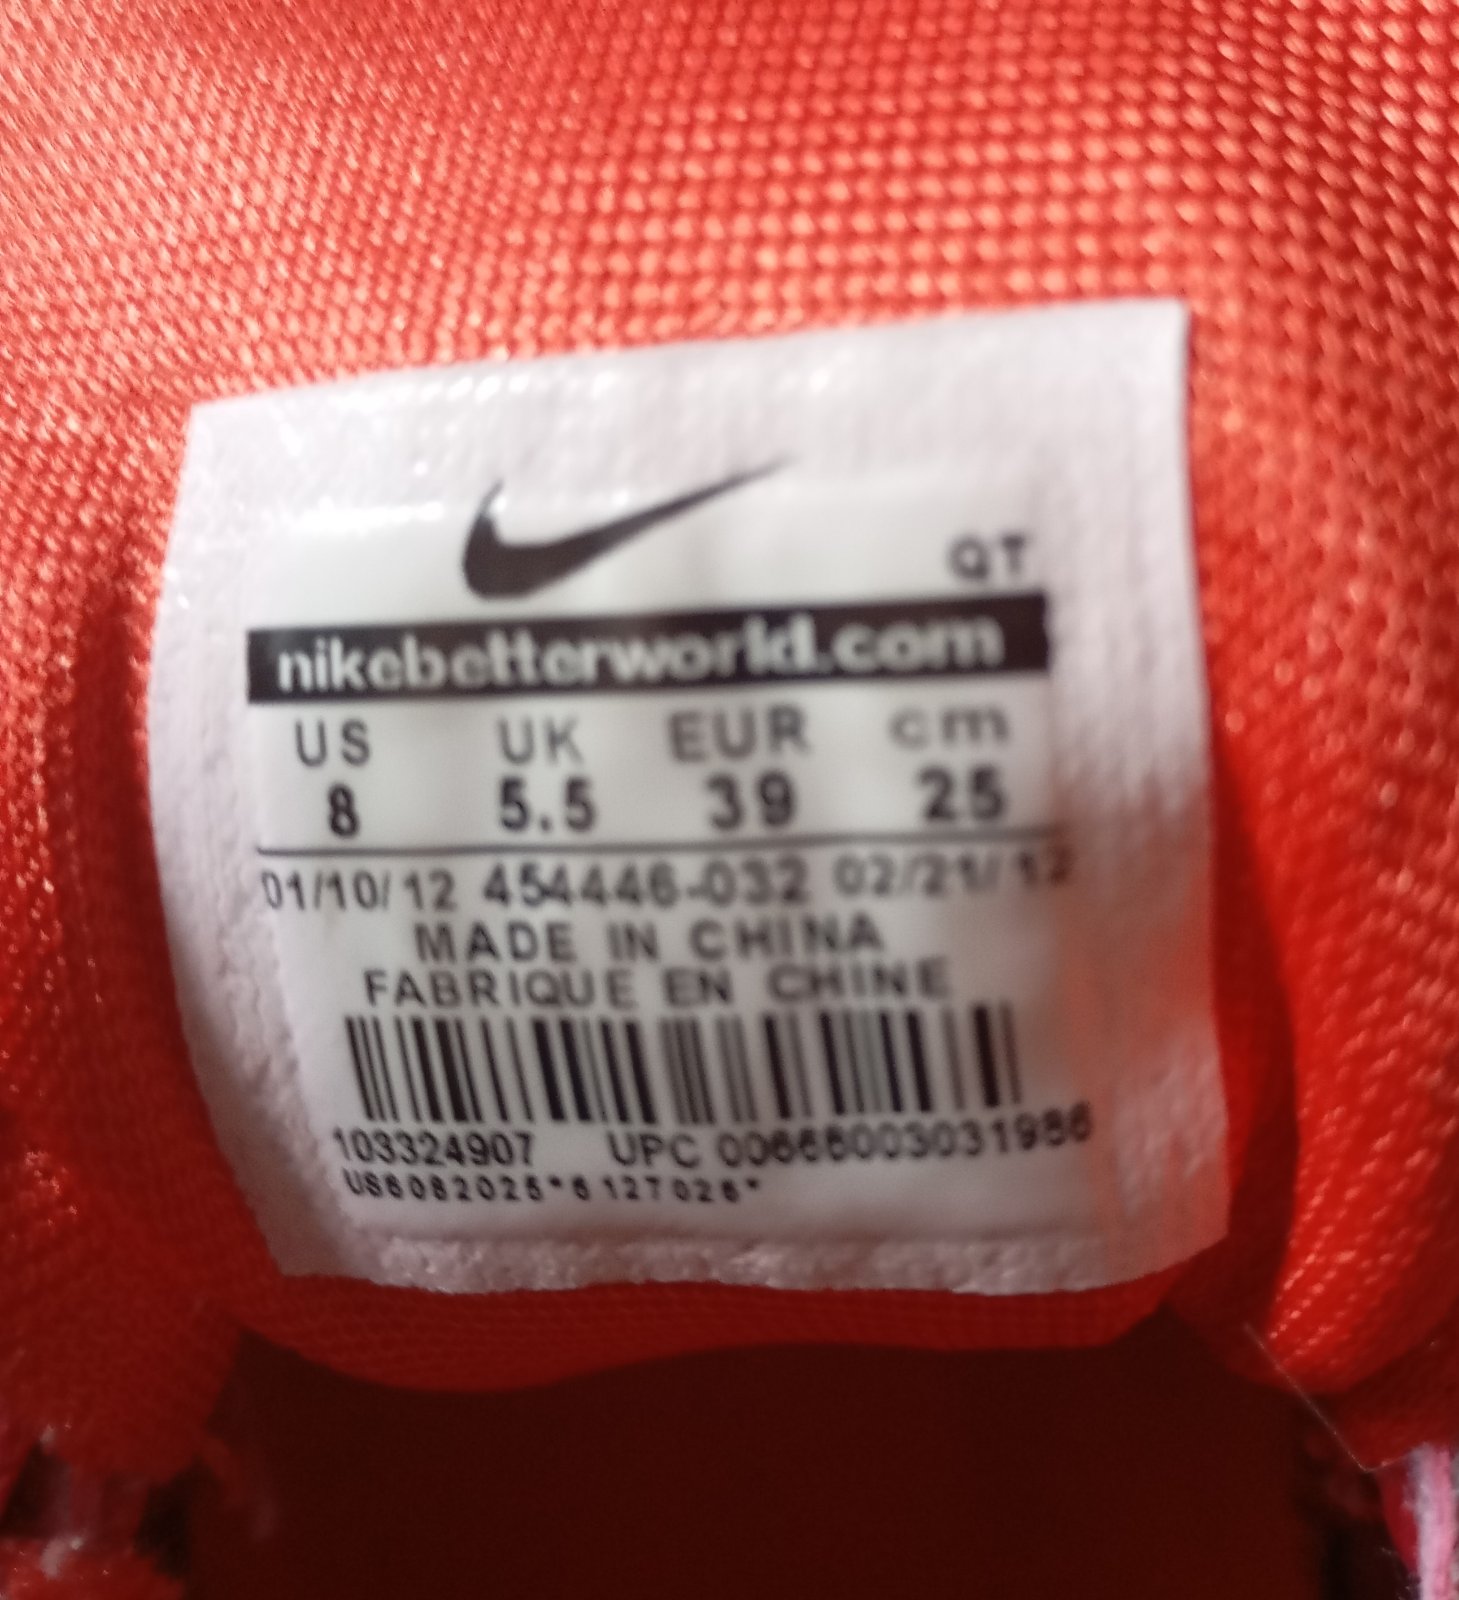 QT
nikebetterworld.com
US UK EUR cm
8 5.5 39 25
01/10/12 454446-032 02/21/12
MADE IN CHINA
FABRIQUE EN CHINE
103324907 UPC 00666003031986